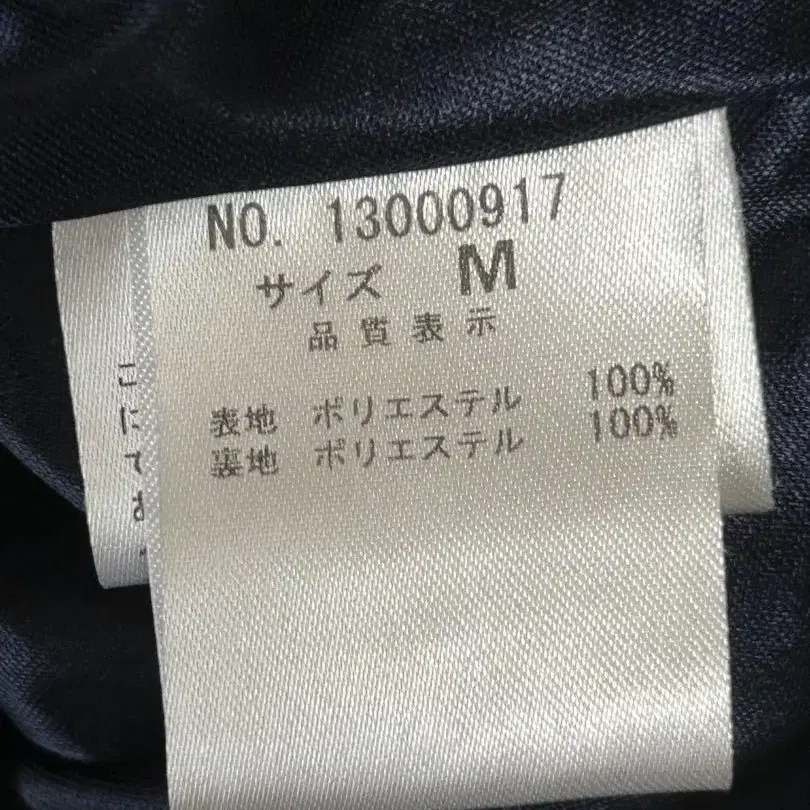 NO. 13000917
サイズ M
品質表示
表地 ポリエステル 100%
裏地 ポリエステル 100%